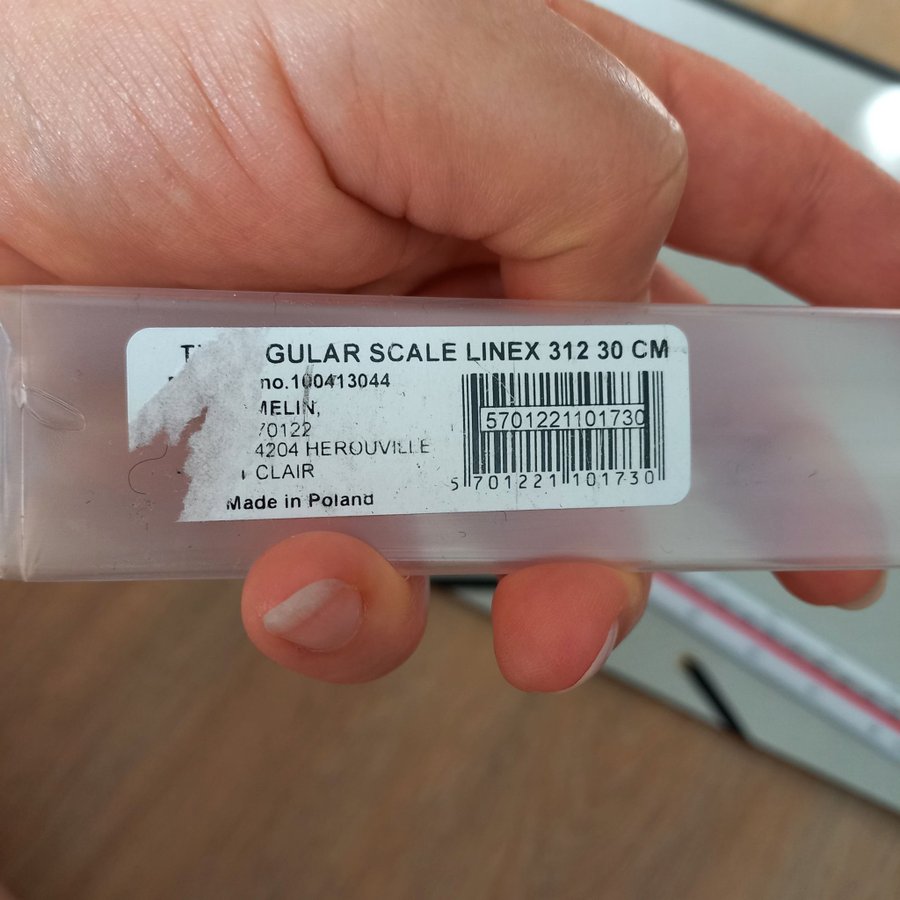 GULAR SCALE LINEX 312 30 CM
no.100413044
MELIN,
70122
4204 HEROUVILLE
CLAIR
Made in Poland
5701221101730
5 701221 101730